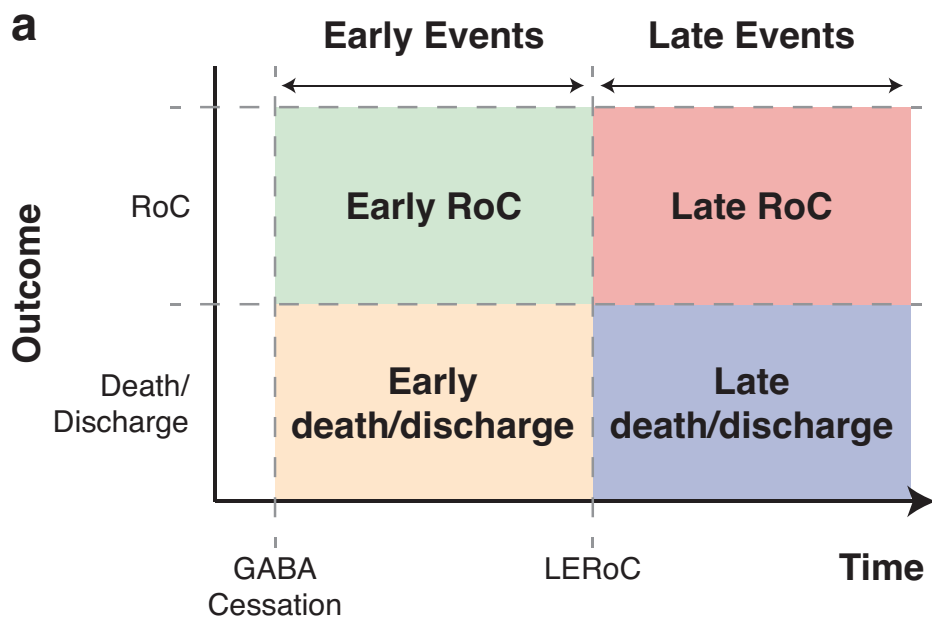 a
Early Events
Late Events
Outcome
RoC
Early RoC
Late RoC
Death/
Discharge
Early
death/discharge
Late
death/discharge
GABA
Cessation
LERoC
Time